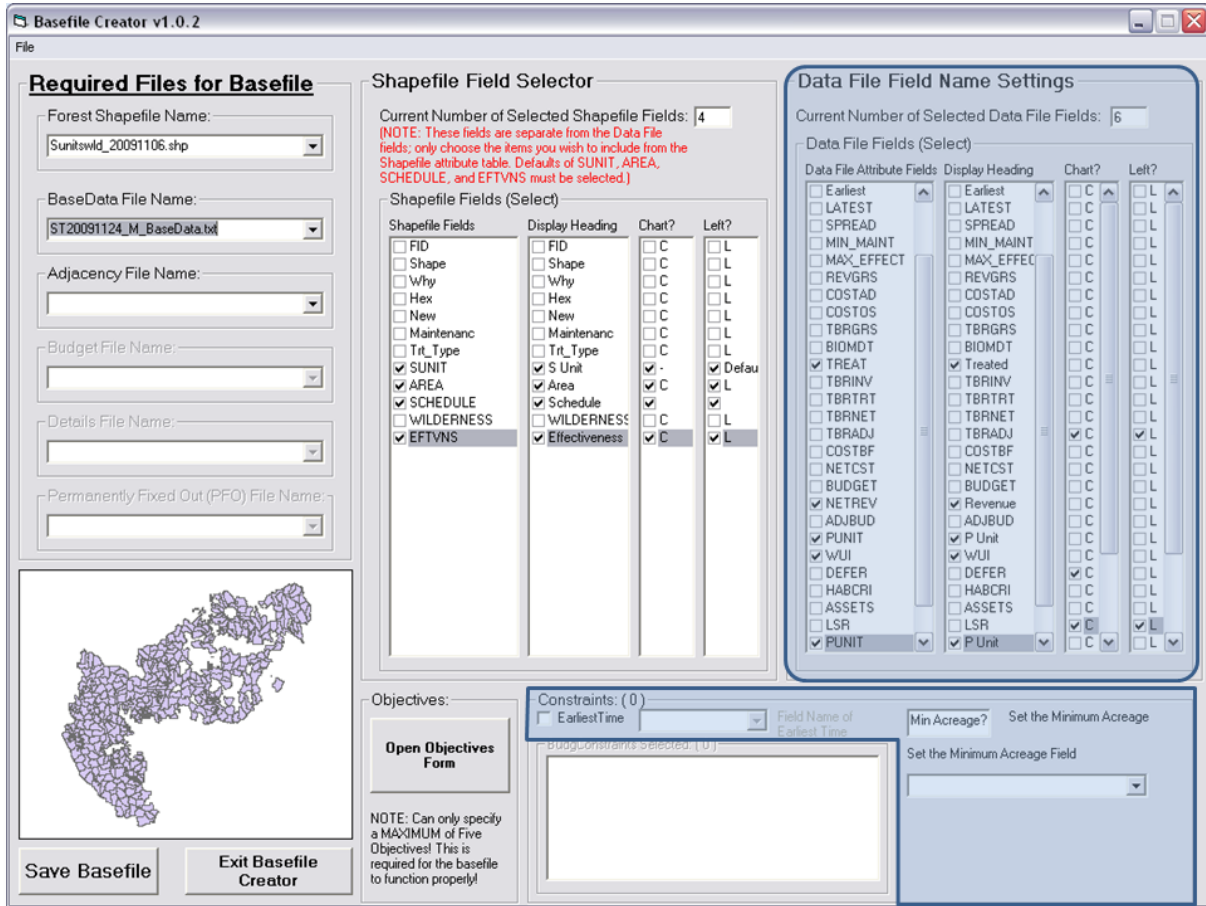 Basefile Creator v1.0.2
File
Required Files for Basefile
Forest Shapefile Name:
Sunitswld_20091106.shp
BaseData File Name:
ST20091124_M_BaseData.txt
Adjacency File Name:
Budget File Name:
Details File Name:
Permanently Fixed Out (PFO) File Name:
Save Basefile
Exit Basefile
Creator
Shapefile Field Selector
Current Number of Selected Shapefile Fields: 4
(NOTE: These fields are separate from the Data File
fields; only choose the items you wish to include from the
Shapefile attribute table. Defaults of SUNIT, AREA,
SCHEDULE, and EFTVNS must be selected.)
Shapefile Fields (Select)
Shapefile Fields Display Heading Chart? Left?
FID FID C L
Shape Shape C L
Why Why C L
Hex Hex C L
New New C L
Maintenanc Maintenanc C L
Trt_Type Trt_Type C L
SUNIT S Unit - Defau
AREA Area C L
SCHEDULE Schedule
WILDERNESS WILDERNESS C L
EFTVNS Effectiveness C L
Data File Field Name Settings
Current Number of Selected Data File Fields: 6
Data File Fields (Select)
Data File Attribute Fields Display Heading Chart? Left?
Earliest Earliest C L
LATEST LATEST C L
SPREAD SPREAD C L
MIN_MAINT MIN_MAINT C L
MAX_EFFECT MAX_EFFEC C L
REVGRS REVGRS C L
COSTAD COSTAD C L
COSTOS COSTOS C L
TBRGRS TBRGRS C L
BIOMDT BIOMDT C L
TREAT Treated C L
TBRINV TBRINV C L
TBRTRT TBRTRT C L
TBRNET TBRNET C L
TBRADJ TBRADJ C L
COSTBF COSTBF C L
NETCST NETCST C L
BUDGET BUDGET C L
NETREV Revenue C L
ADJBUD ADJBUD C L
PUNIT P Unit C L
WUI WUI C L
DEFER DEFER C L
HABCRI HABCRI C L
ASSETS ASSETS C L
LSR LSR C L
PUNIT P Unit C L
Objectives:
Open Objectives
Form
NOTE: Can only specify
a MAXIMUM of Five
Objectives! This is
required for the basefile
to function properly!
Constraints: ( 0 )
EarliestTime
Field Name of
Earliest Time
BudgConstraints Selected: ( 0 )
Min Acreage? Set the Minimum Acreage
Set the Minimum Acreage Field